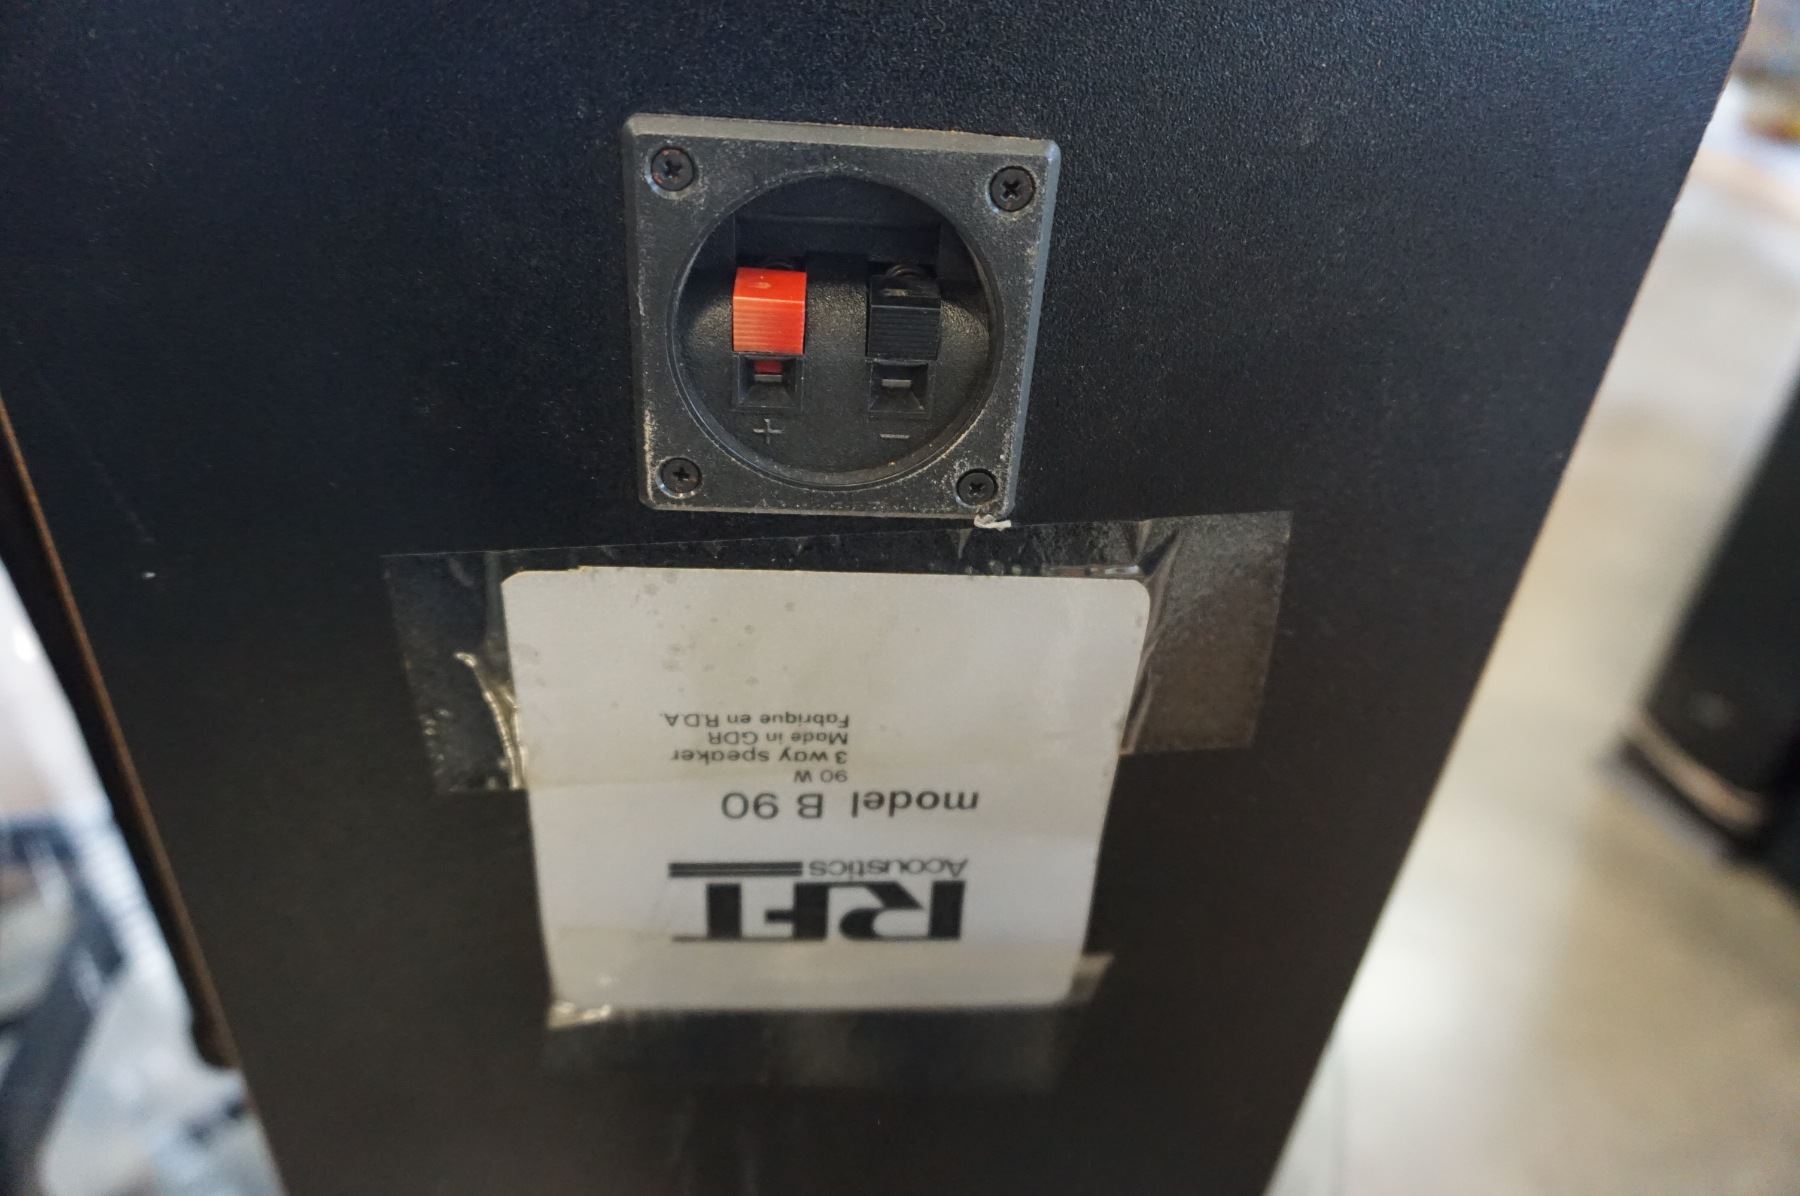 + −
RFT
Acoustics
model B 90
90 W
3 way speaker
Made in GDR
Fabrique en R.D.A.